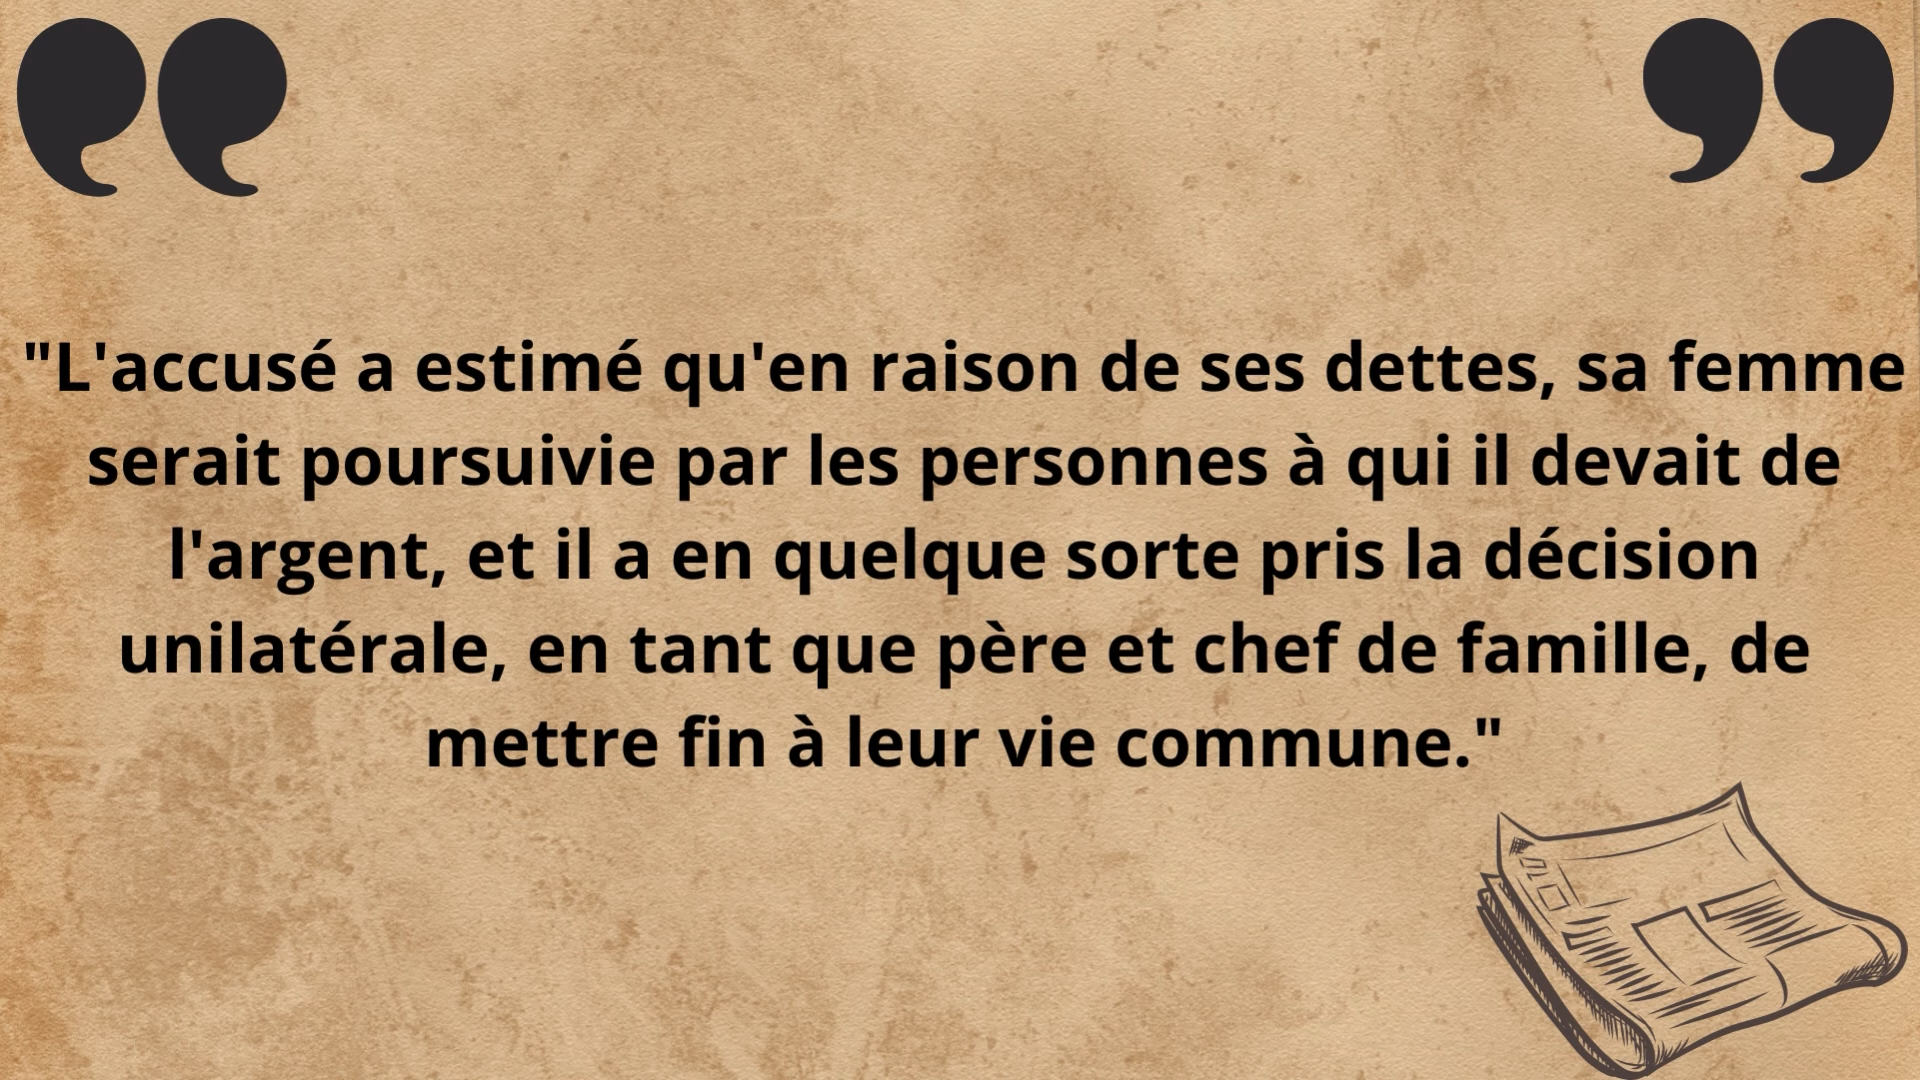 "L'accusé a estimé qu'en raison de ses dettes, sa femme
serait poursuivie par les personnes à qui il devait de
l'argent, et il a en quelque sorte pris la décision
unilatérale, en tant que père et chef de famille, de
mettre fin à leur vie commune."